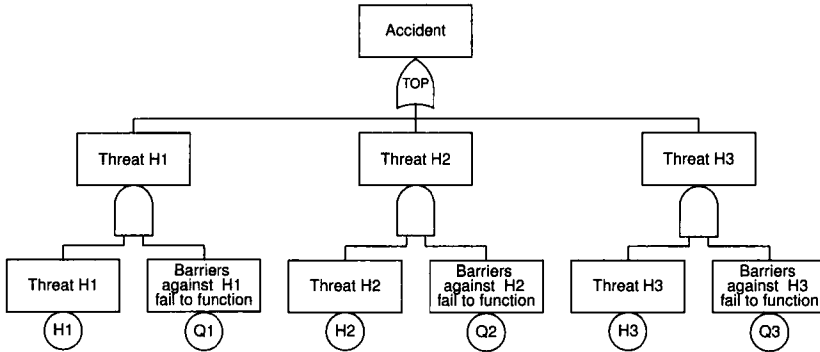 Accident
TOP
Threat H1
Threat H2
Threat H3
Threat H1
Barriers
against H1
fail to function
Threat H2
Barriers
against H2
fail to function
Threat H3
Barriers
against H3
fail to function
H1
Q1
H2
Q2
H3
Q3